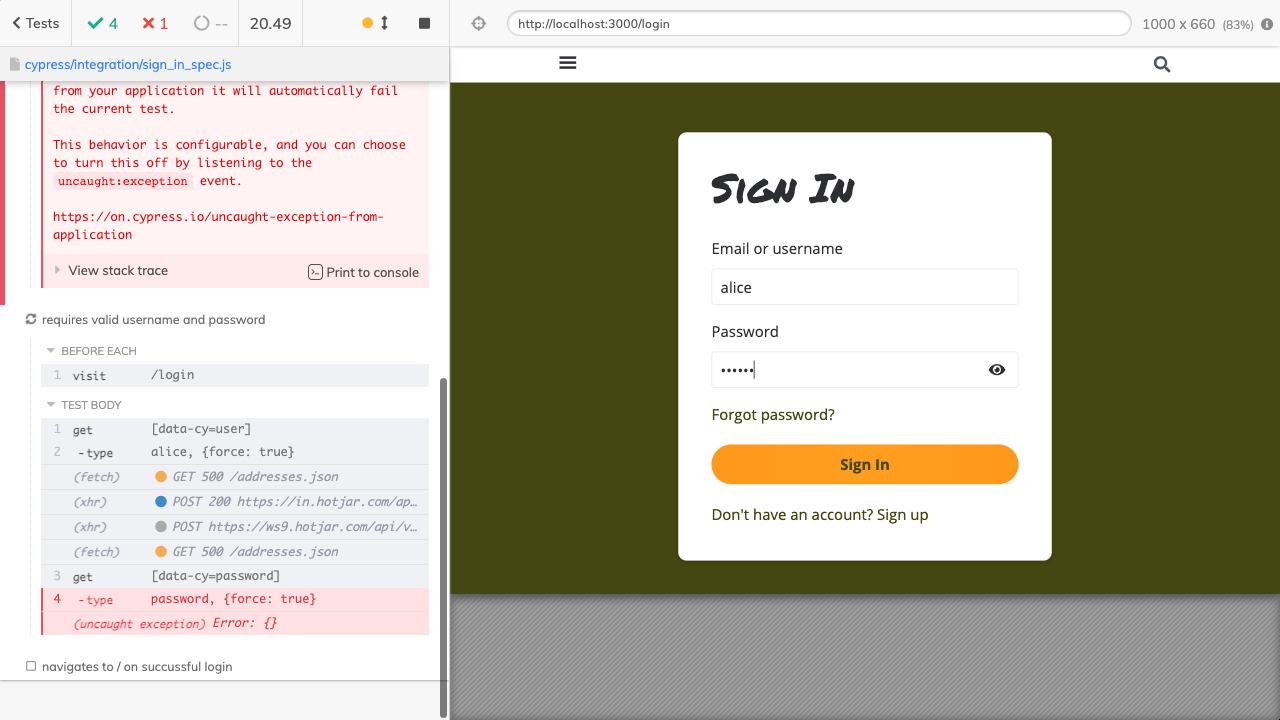 Tests
4
1
--
20.49
http://localhost:3000/login
1000 x 660 (83%)
cypress/integration/sign_in_spec.js
from your application it will automatically fail
the current test.
This behavior is configurable, and you can choose
to turn this off by listening to the
uncaught:exception event.
https://on.cypress.io/uncaught-exception-from-
application
View stack trace
Print to console
requires valid username and password
BEFORE EACH
1 visit /login
TEST BODY
1 get [data-cy=user]
2 -type alice, {force: true}
(fetch) GET 500 /addresses.json
(xhr) POST 200 https://in.hotjar.com/ap…
(xhr) POST https://ws9.hotjar.com/api/v…
(fetch) GET 500 /addresses.json
3 get [data-cy=password]
4 -type password, {force: true}
(uncaught exception) Error: {}
navigates to / on succussful login
Sign In
Email or username
alice
Password
••••••
Forgot password?
Sign In
Don't have an account? Sign up